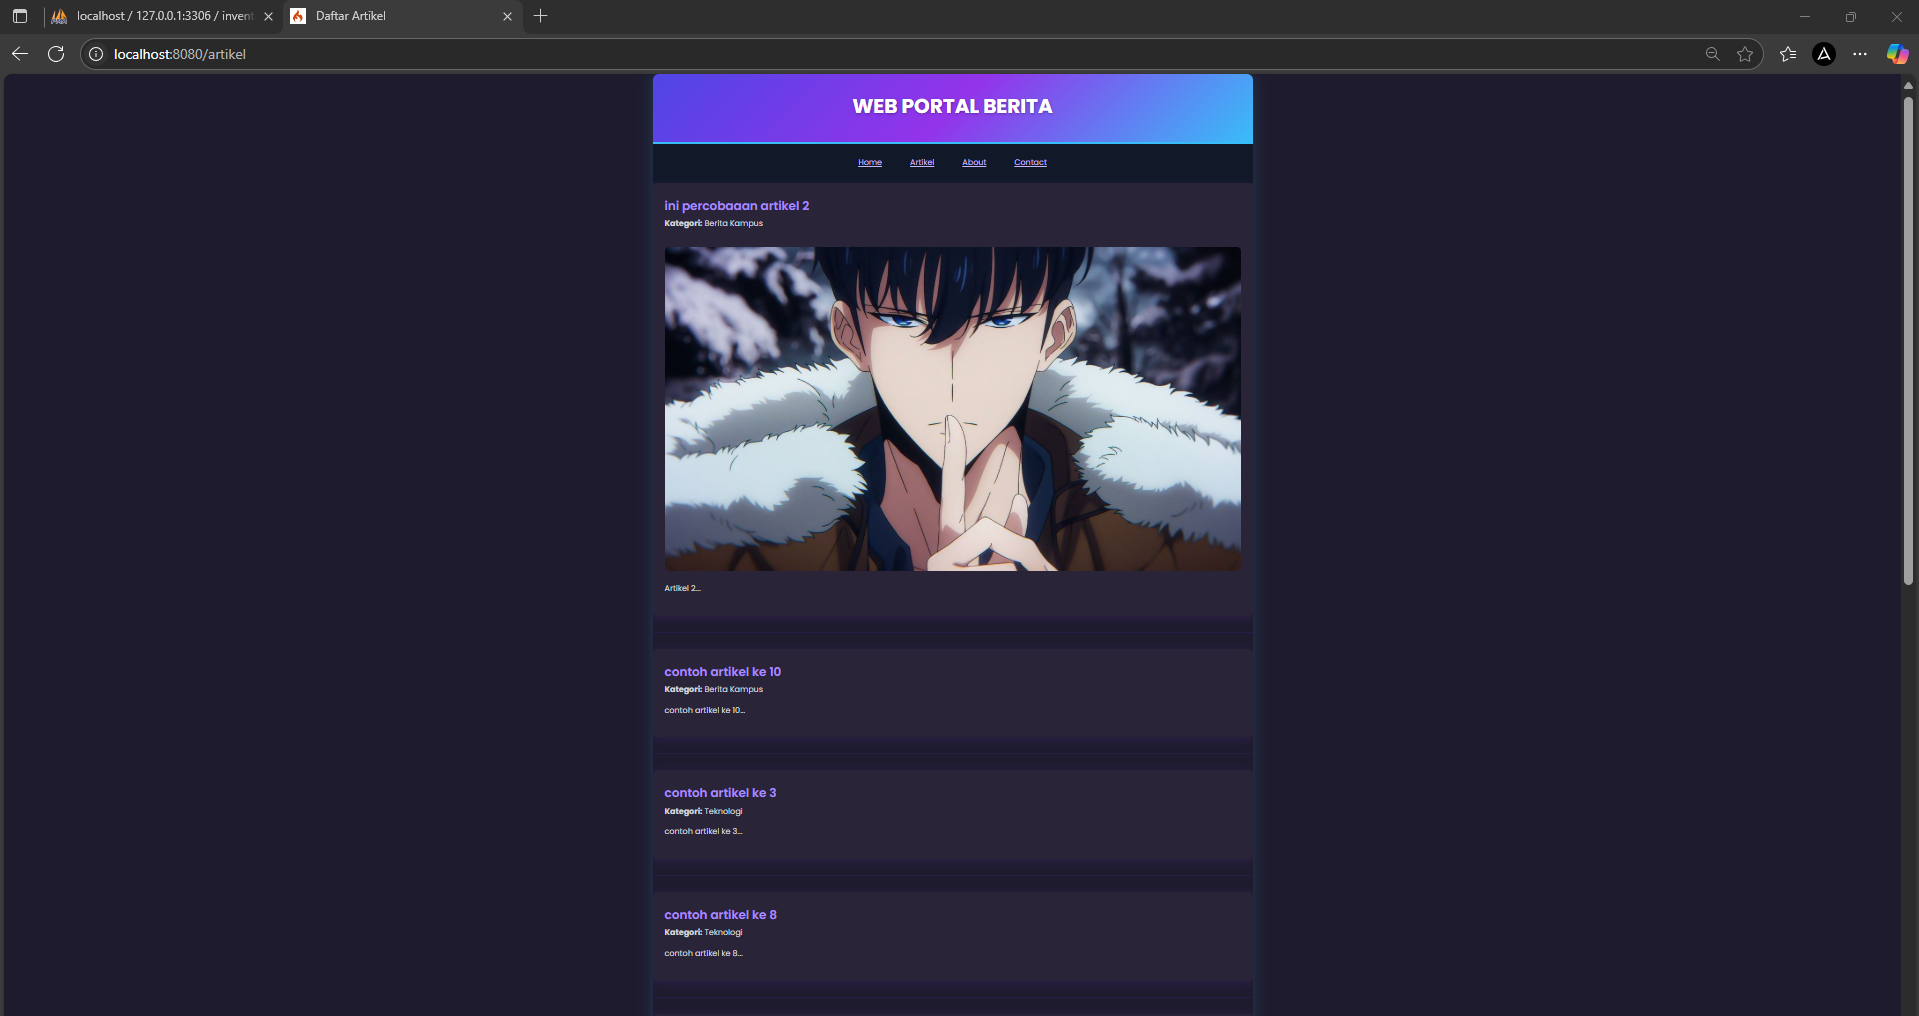 localhost / 127.0.0.1:3306 / invent
Daftar Artikel
localhost:8080/artikel
WEB PORTAL BERITA
Home Artikel About Contact
ini percobaaan artikel 2
Kategori: Berita Kampus
Artikel 2...
contoh artikel ke 10
Kategori: Berita Kampus
contoh artikel ke 10...
contoh artikel ke 3
Kategori: Teknologi
contoh artikel ke 3...
contoh artikel ke 8
Kategori: Teknologi
contoh artikel ke 8...